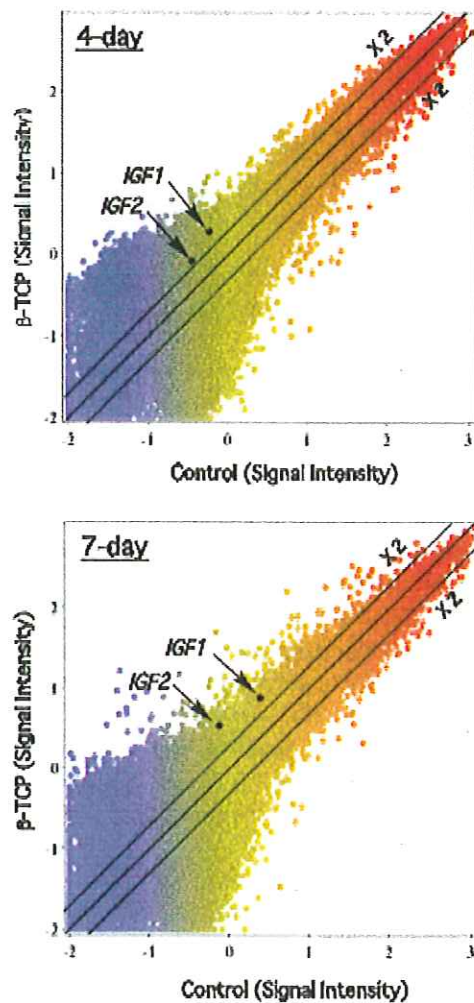 4-day
X2
X2
IGF1
IGF2
β-TCP (Signal Intensity)
2
1
0
-1
-2
-2 -1 0 1 2 3
Control (Signal Intensity)
7-day
X2
X2
IGF1
IGF2
β-TCP (Signal Intensity)
2
1
0
-1
-2
-2 -1 0 1 2 3
Control (Signal Intensity)